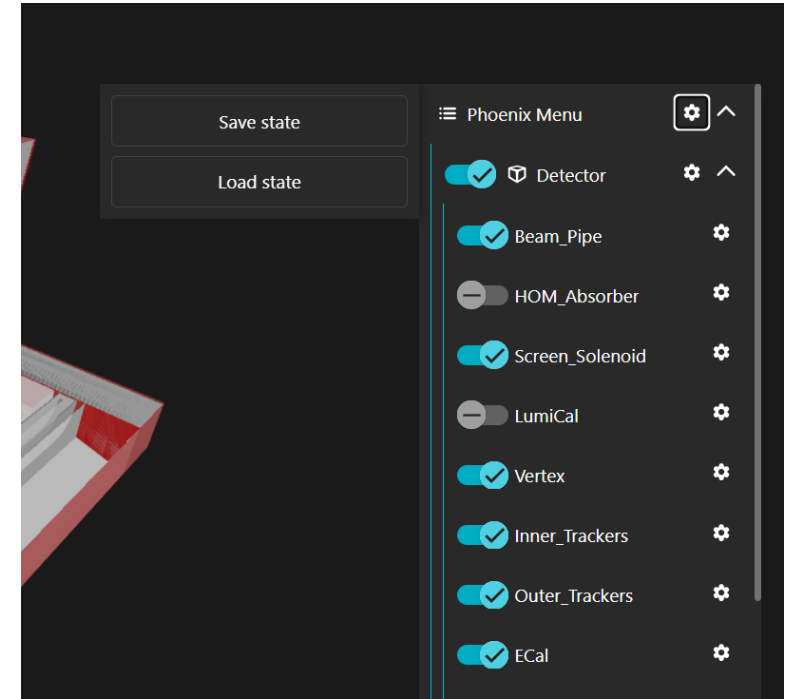 Save state
Load state
Phoenix Menu
Detector
Beam_Pipe
HOM_Absorber
Screen_Solenoid
LumiCal
Vertex
Inner_Trackers
Outer_Trackers
ECal